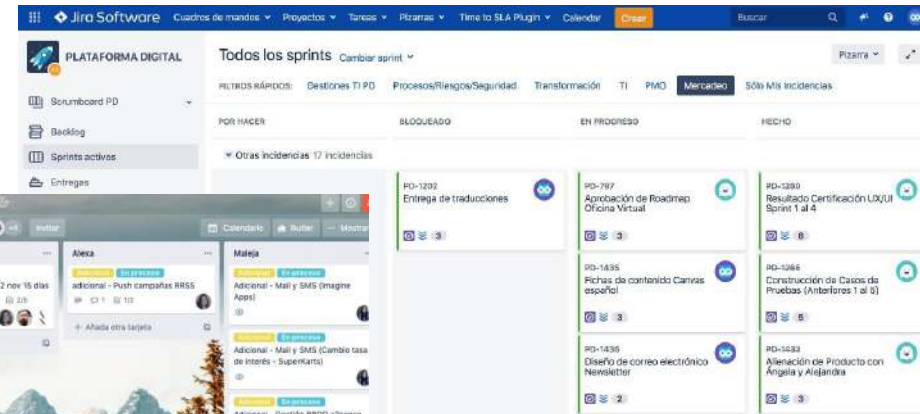 Jira Software Cuadros de mandos Proyectos Tareas Pizarras Time to SLA Plugin Calendar Crear Buscar
PLATAFORMA DIGITAL
Scrumboard PD
Backlog
Sprints activos
Entregas
Todos los sprints Cambiar sprint
Pizarra
FILTROS RÁPIDOS: Gestiones TI PD Procesos/Riesgos/Seguridad Transformación TI PMO Mercadeo Sólo Mis Incidencias
POR HACER BLOQUEADO EN PROGRESO HECHO
Otras incidencias 17 incidencias
PD-1202
Entrega de traducciones
3
PD-797
Aprobación de Roadmap
Oficina Virtual
3
PD-1435
Fichas de contenido Canvas
español
3
PD-1436
Diseño de correo electrónico
Newsletter
2
PD-1269
Resultado Certificación UX/UI
Sprint 1 al 4
8
PD-1266
Construcción de Casos de
Pruebas (Anteriores 1 al 5)
5
PD-1483
Alienación de Producto con
Ángela y Alejandra
3
Invitar Calendario Butler Mostrar
2 nov 15 días
2/5
Alexa
Adicional En proceso
adicional - Push campañas RRSS
1 1/3
+ Añada otra tarjeta
Maleja
Adicional En proceso
Adicional - Mail y SMS (Imagine
Apps)
Adicional En proceso
Adicional - Mail y SMS (Cambio tasa
de interés - SuperKarts)
Adicional En proceso